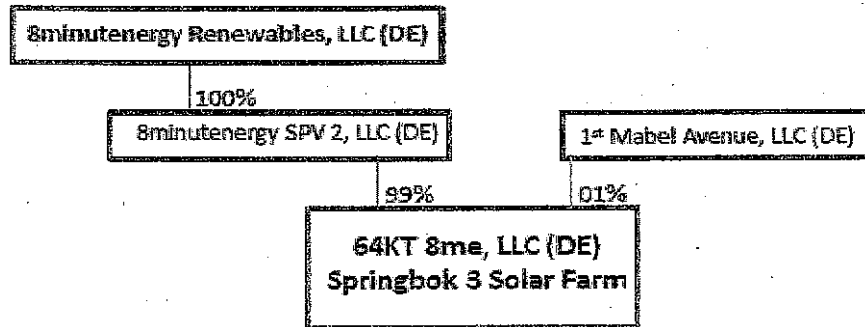 8minutenergy Renewables, LLC (DE)
100%
8minutenergy SPV 2, LLC (DE)
1st Mabel Avenue, LLC (DE)
99%
01%
64KT 8me, LLC (DE)
Springbok 3 Solar Farm